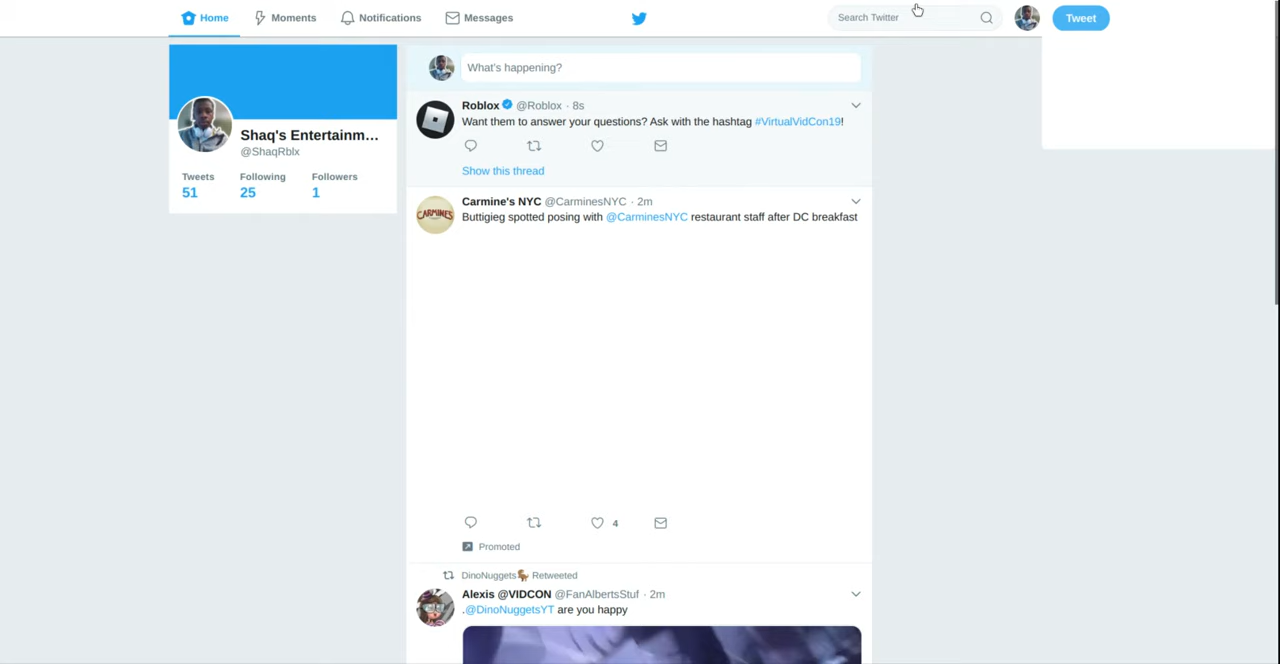 Home
Moments
Notifications
Messages
Search Twitter
Tweet
Shaq's Entertainm...
@ShaqRblx
Tweets Following Followers
51 25 1
What's happening?
Roblox @Roblox · 8s
Want them to answer your questions? Ask with the hashtag #VirtualVidCon19!
Show this thread
Carmine's NYC @CarminesNYC · 2m
Buttigieg spotted posing with @CarminesNYC restaurant staff after DC breakfast
CARMINE'S
4
Promoted
DinoNuggets Retweeted
Alexis @VIDCON @FanAlbertsStuf · 2m
.@DinoNuggetsYT are you happy